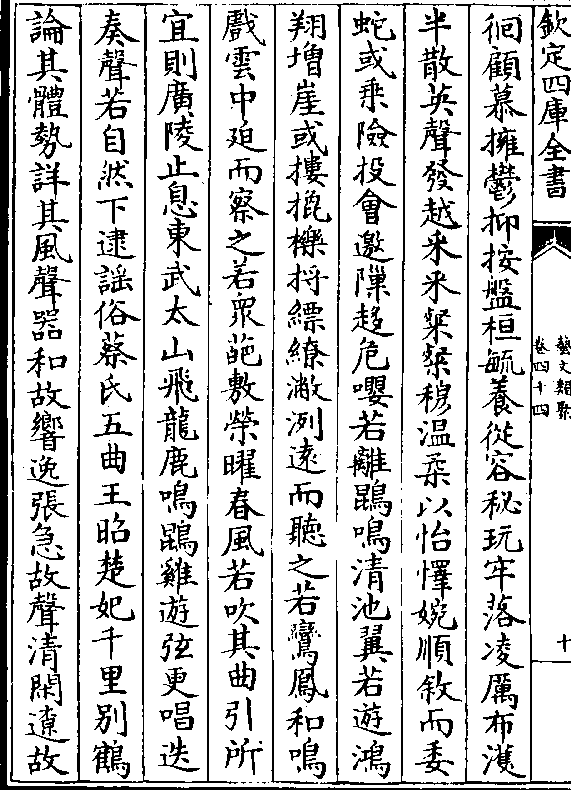 欽定四庫全書
藝文類聚
卷四十四
十
徊顧慕擁鬱抑按盤桓毓養從容秘玩牢落凌厲布濩
半散英聲發越采采粲粲穆温柔以怡懌婉順敘而委
蛇或乗險投會邀隟趍危嚶若離鵾鳴清池翼若遊鴻
翔増崖或摟㧰櫟捋縹繚潎洌逺而聽之若鸞鳳和鳴
戲雲中廹而察之若衆葩敷榮曜春風若吹其曲引所
宜則廣陵止息東武太山飛龍鹿鳴鵾雞遊弦更唱迭
奏聲若自然下逮謡俗蔡氏五曲王昭楚妃千里别鶴
論其體勢詳其風聲器和故響逸張急故聲清閑遼故